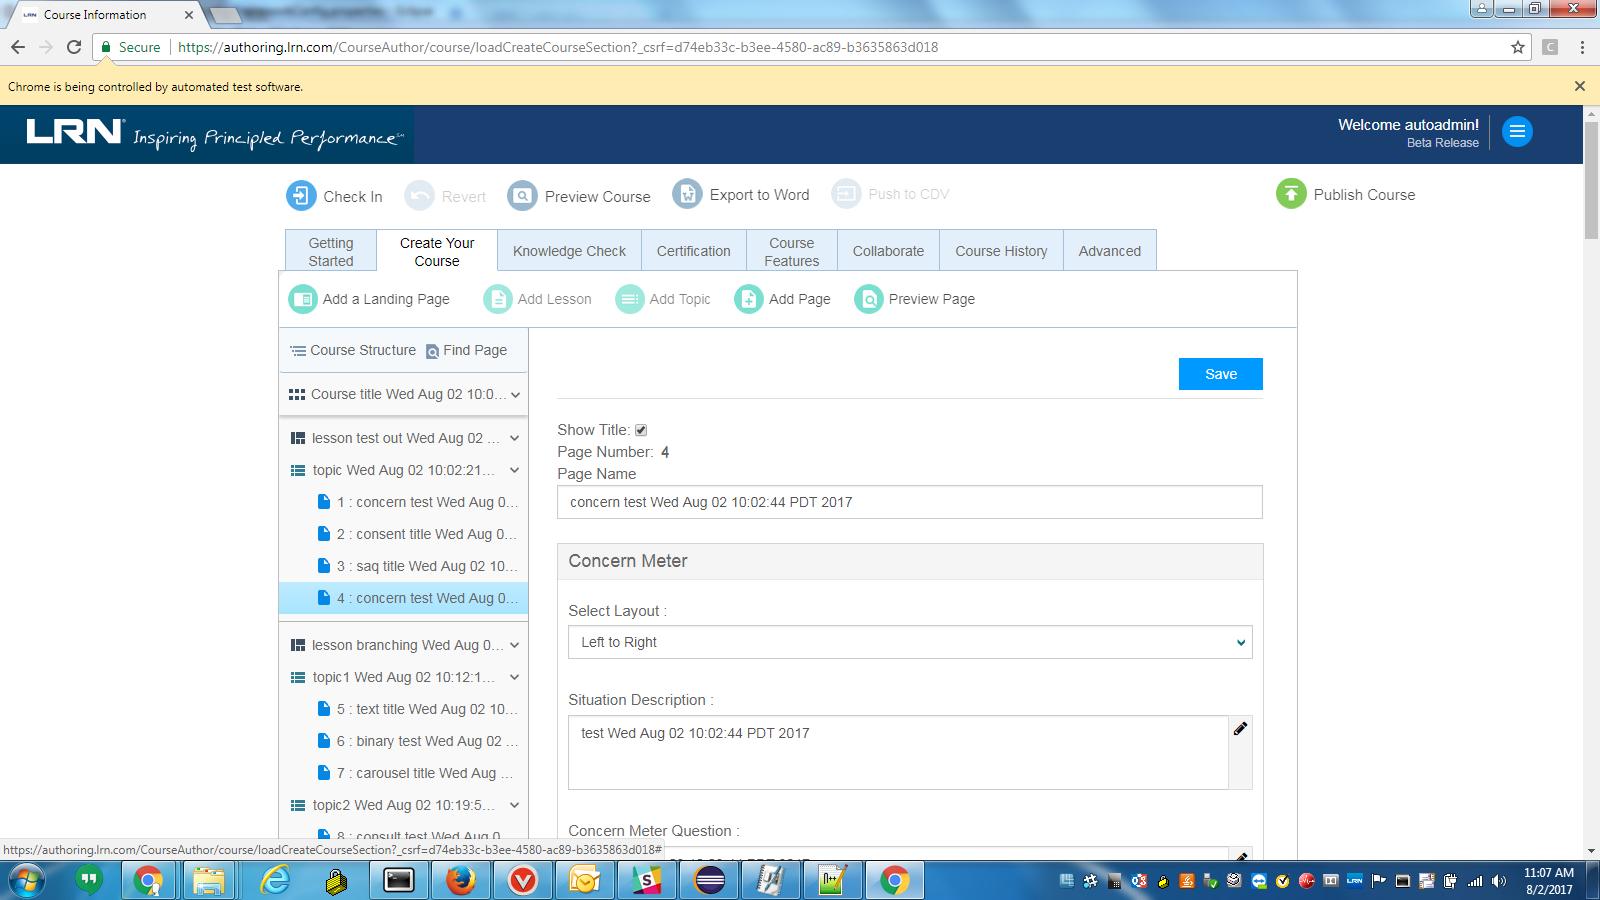 Course Information
Secure
https://authoring.lrn.com/CourseAuthor/course/loadCreateCourseSection?_csrf=d74eb33c-b3ee-4580-ac89-b3635863d018
Chrome is being controlled by automated test software.
LRN Inspiring Principled Performance
Welcome autoadmin!
Beta Release
Check In
Revert
Preview Course
Export to Word
Push to CDV
Publish Course
Getting Started
Create Your Course
Knowledge Check
Certification
Course Features
Collaborate
Course History
Advanced
Add a Landing Page
Add Lesson
Add Topic
Add Page
Preview Page
Course Structure
Find Page
Course title Wed Aug 02 10:0...
lesson test out Wed Aug 02 ...
topic Wed Aug 02 10:02:21...
1 : concern test Wed Aug 0...
2 : consent title Wed Aug 0...
3 : saq title Wed Aug 02 10...
4 : concern test Wed Aug 0...
lesson branching Wed Aug 0...
topic1 Wed Aug 02 10:12:1...
5 : text title Wed Aug 02 10...
6 : binary test Wed Aug 02 ...
7 : carousel title Wed Aug ...
topic2 Wed Aug 02 10:19:5...
8 : consult test Wed Aug 0
Save
Show Title:
Page Number: 4
Page Name
concern test Wed Aug 02 10:02:44 PDT 2017
Concern Meter
Select Layout :
Left to Right
Situation Description :
test Wed Aug 02 10:02:44 PDT 2017
Concern Meter Question :
https://authoring.lrn.com/CourseAuthor/course/loadCreateCourseSection?_csrf=d74eb33c-b3ee-4580-ac89-b3635863d018#
11:07 AM
8/2/2017